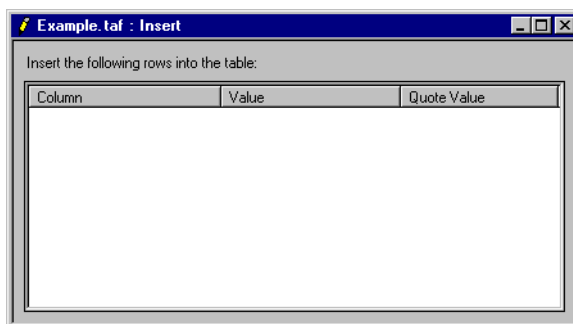 Example.taf : Insert
Insert the following rows into the table:
Column Value Quote Value